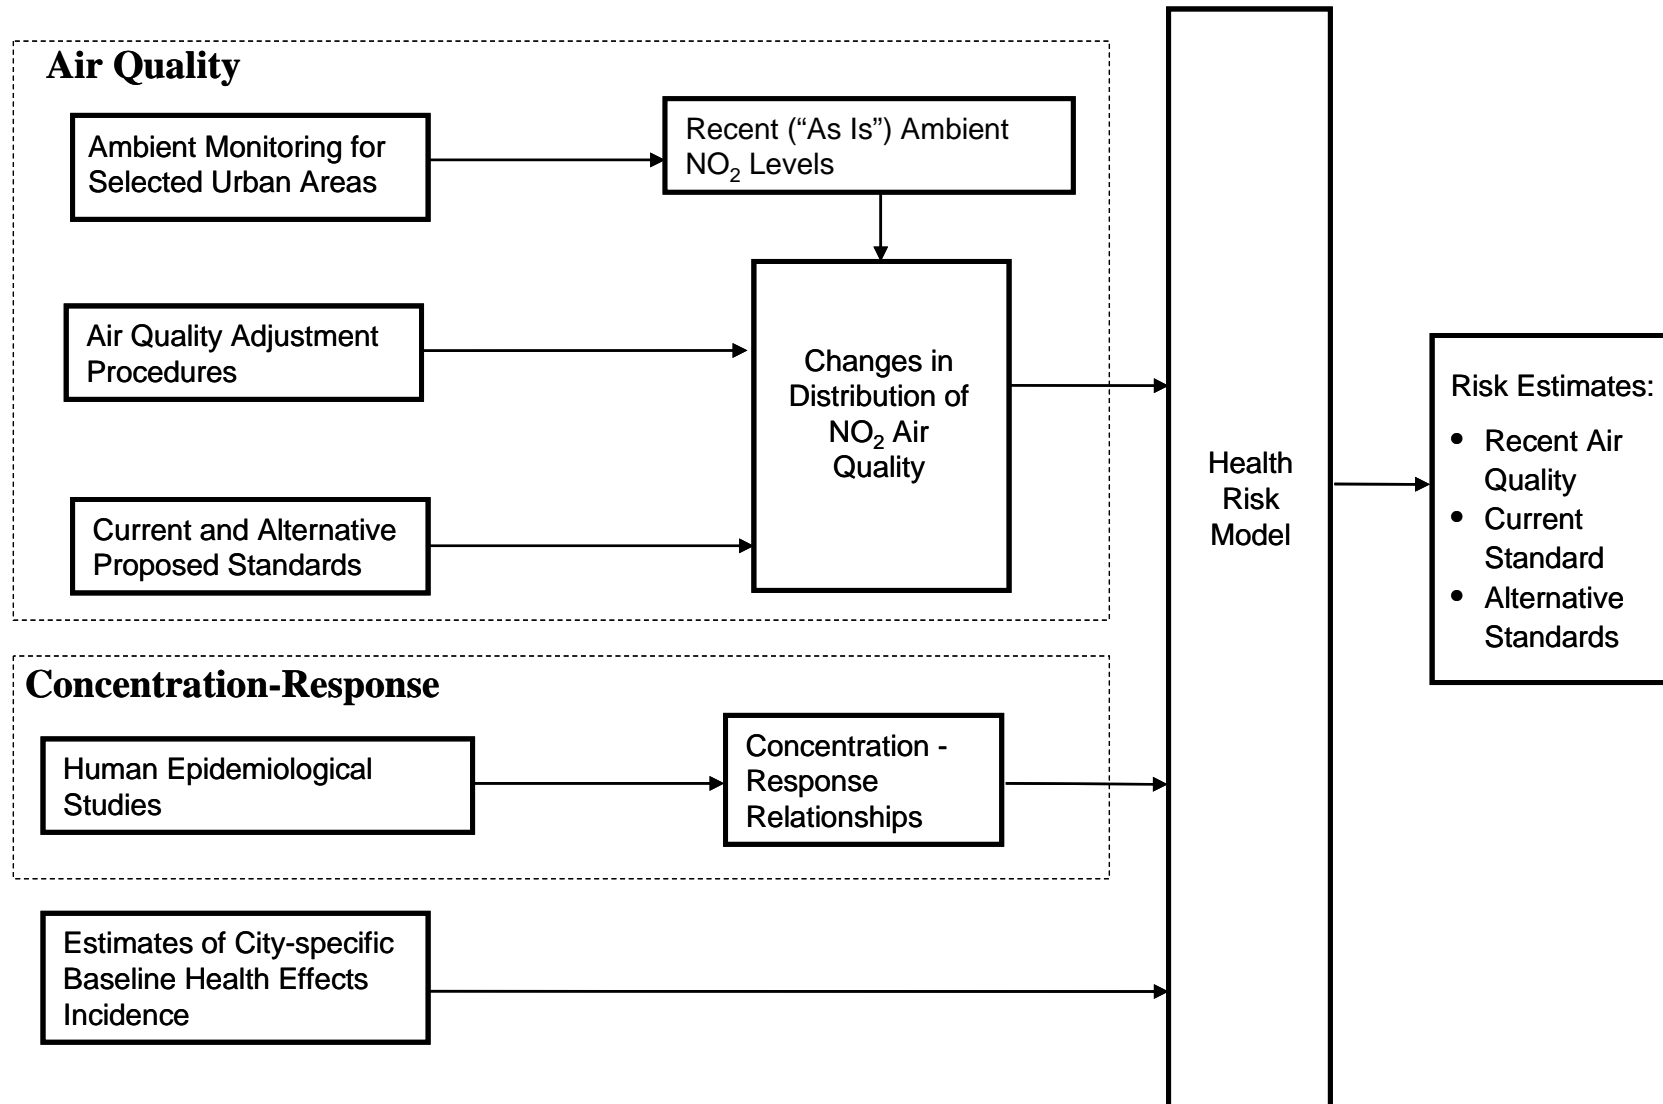 Air Quality
Ambient Monitoring for
Selected Urban Areas
Recent (“As Is”) Ambient
NO₂ Levels
Air Quality Adjustment
Procedures
Changes in
Distribution of
NO₂ Air
Quality
Current and Alternative
Proposed Standards
Concentration-Response
Human Epidemiological
Studies
Concentration -
Response
Relationships
Estimates of City-specific
Baseline Health Effects
Incidence
Health
Risk
Model
Risk Estimates:
• Recent Air
Quality
• Current
Standard
• Alternative
Standards